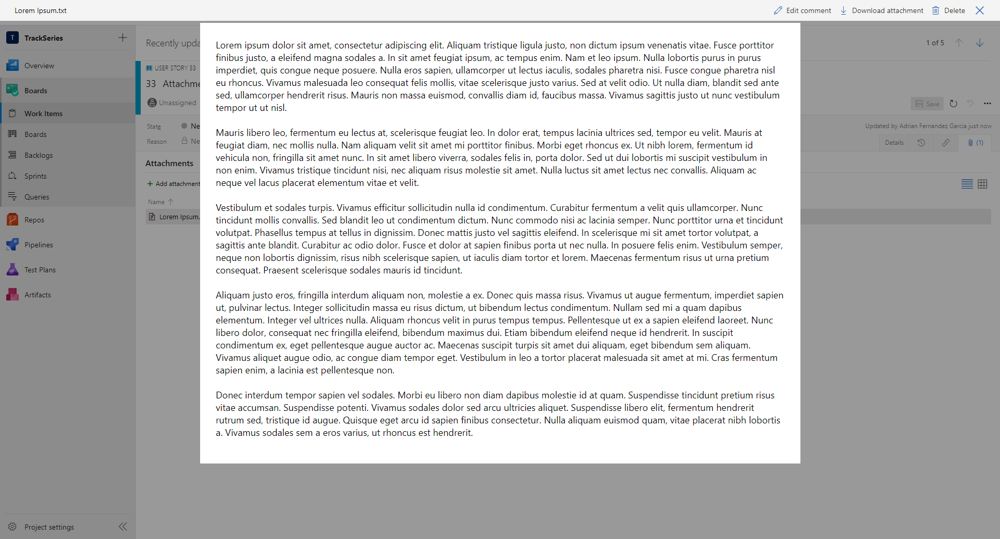 Lorem Ipsum.txt
Edit comment
Download attachment
Delete
T
TrackSeries
Overview
Boards
Work Items
Boards
Backlogs
Sprints
Queries
Repos
Pipelines
Test Plans
Artifacts
Project settings
Recently upda
1 of 5
USER STORY 33
33 Attachme
Unassigned
Save
State
Ne
Updated by Adrian Fernandez Garcia just now
Reason
Ne
Details
(1)
Attachments
Add attachment
Name
Lorem Ipsum.
Lorem ipsum dolor sit amet, consectetur adipiscing elit. Aliquam tristique ligula justo, non dictum ipsum venenatis vitae. Fusce porttitor
finibus justo, a eleifend magna sodales a. In sit amet feugiat ipsum, ac tempus enim. Nam et leo ipsum. Nulla lobortis purus in purus
imperdiet, quis congue neque posuere. Nulla eros sapien, ullamcorper ut lectus iaculis, sodales pharetra nisi. Fusce congue pharetra nisl
eu rhoncus. Vivamus malesuada leo consequat felis mollis, vitae scelerisque justo varius. Sed at velit odio. Ut nulla diam, blandit sed ante
sed, ullamcorper hendrerit risus. Mauris non massa euismod, convallis diam id, faucibus massa. Vivamus sagittis justo ut nunc vestibulum
tempor ut ut nisl.
Mauris libero leo, fermentum eu lectus at, scelerisque feugiat leo. In dolor erat, tempus lacinia ultrices sed, tempor eu velit. Mauris at
feugiat diam, nec mollis nulla. Nam aliquam velit sit amet mi porttitor finibus. Morbi eget rhoncus ex. Ut nibh lorem, fermentum id
vehicula non, fringilla sit amet nunc. In sit amet libero viverra, sodales felis in, porta dolor. Sed ut dui lobortis mi suscipit vestibulum in
non enim. Vivamus tristique tincidunt nisi, nec aliquam risus molestie sit amet. Nulla luctus sit amet lectus nec convallis. Aliquam ac
neque vel lacus placerat elementum vitae et velit.
Vestibulum et sodales turpis. Vivamus efficitur sollicitudin nulla id condimentum. Curabitur fermentum a velit quis ullamcorper. Nunc
tincidunt mollis convallis. Sed blandit leo ut condimentum dictum. Nunc commodo nisi ac lacinia semper. Nunc porttitor urna et tincidunt
volutpat. Phasellus tempus at tellus in dignissim. Donec mattis justo vel sagittis eleifend. In scelerisque mi sit amet tortor volutpat, a
sagittis ante blandit. Curabitur ac odio dolor. Fusce et dolor at sapien finibus porta ut nec nulla. In posuere felis enim. Vestibulum semper,
neque non lobortis dignissim, risus nibh scelerisque sapien, ut iaculis diam tortor et lorem. Maecenas fermentum risus ut urna pretium
consequat. Praesent scelerisque sodales mauris id tincidunt.
Aliquam justo eros, fringilla interdum aliquam non, molestie a ex. Donec quis massa risus. Vivamus ut augue fermentum, imperdiet sapien
ut, pulvinar lectus. Integer sollicitudin massa eu risus dictum, ut bibendum lectus condimentum. Nullam sed mi a quam dapibus
elementum. Integer vel ultrices nulla. Aliquam rhoncus velit in purus tempus tempus. Pellentesque ut ex a sapien eleifend laoreet. Nunc
libero dolor, consequat nec fringilla eleifend, bibendum maximus dui. Etiam bibendum eleifend neque id hendrerit. In suscipit
condimentum ex, eget pellentesque augue auctor ac. Maecenas suscipit turpis sit amet dui aliquam, eget bibendum sem aliquam.
Vivamus aliquet augue odio, ac congue diam tempor eget. Vestibulum in leo a tortor placerat malesuada sit amet at mi. Cras fermentum
sapien enim, a lacinia est pellentesque non.
Donec interdum tempor sapien vel sodales. Morbi eu libero non diam dapibus molestie id at quam. Suspendisse tincidunt pretium risus
vitae accumsan. Suspendisse potenti. Vivamus sodales dolor sed arcu ultricies aliquet. Suspendisse libero elit, fermentum hendrerit
rutrum sed, tristique id augue. Quisque eget arcu id sapien finibus consectetur. Nulla aliquam euismod quam, vitae placerat nibh lobortis
a. Vivamus sodales sem a eros varius, ut rhoncus est hendrerit.